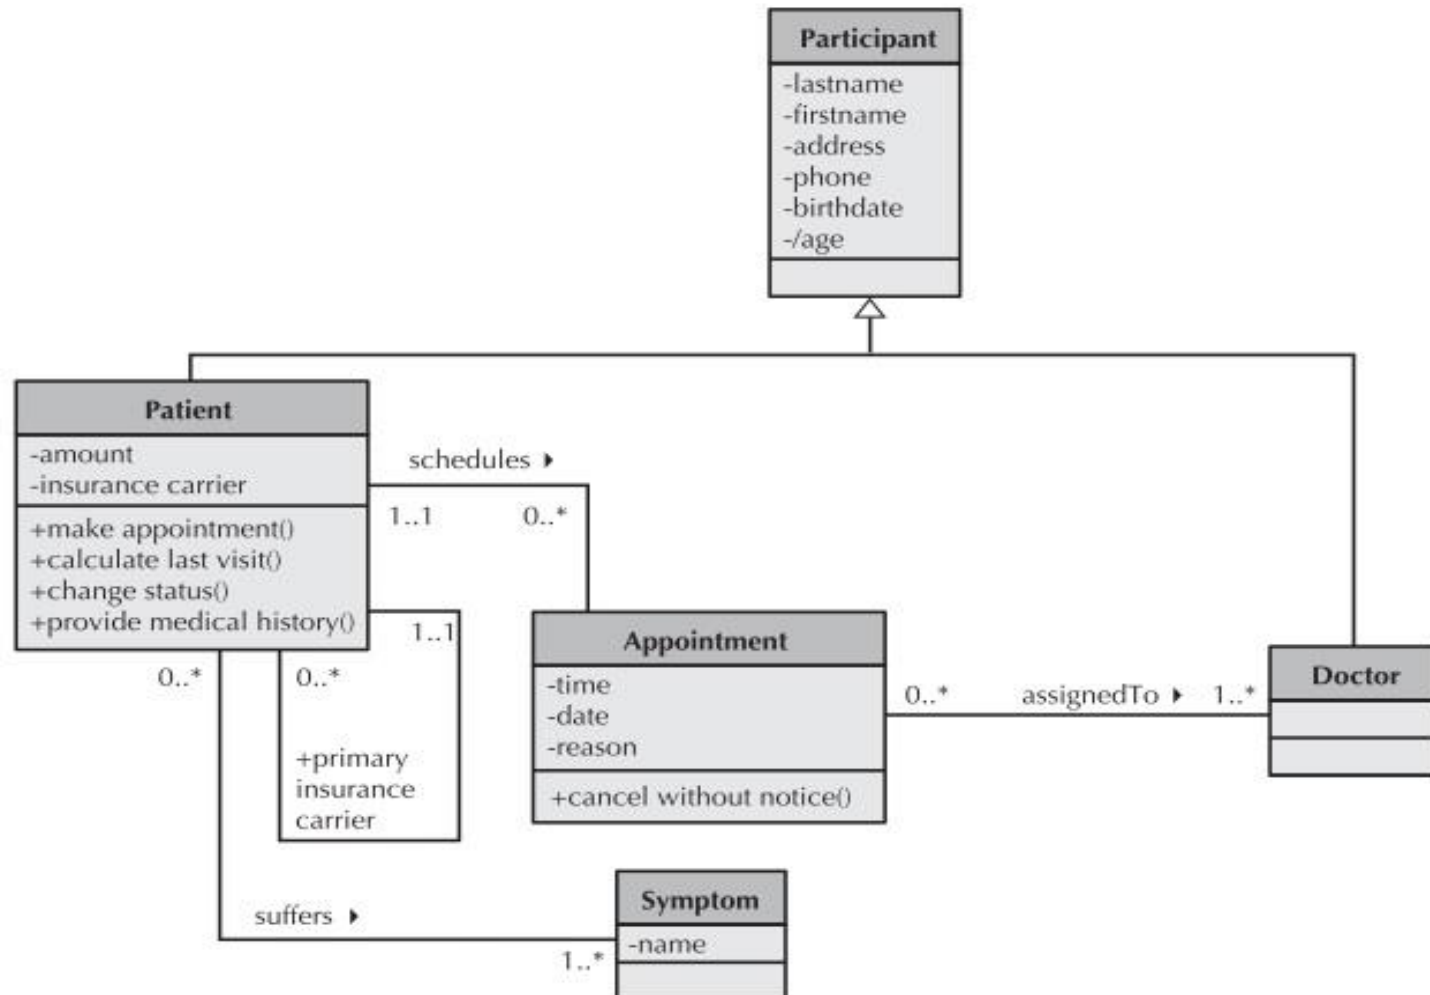 Participant
-lastname
-firstname
-address
-phone
-birthdate
-/age
Patient
-amount
-insurance carrier
+make appointment()
+calculate last visit()
+change status()
+provide medical history()
schedules
1..1
0..*
1..1
0..*
0..*
+primary
insurance
carrier
Appointment
-time
-date
-reason
+cancel without notice()
0..*
assignedTo
1..*
Doctor
suffers
1..*
Symptom
-name